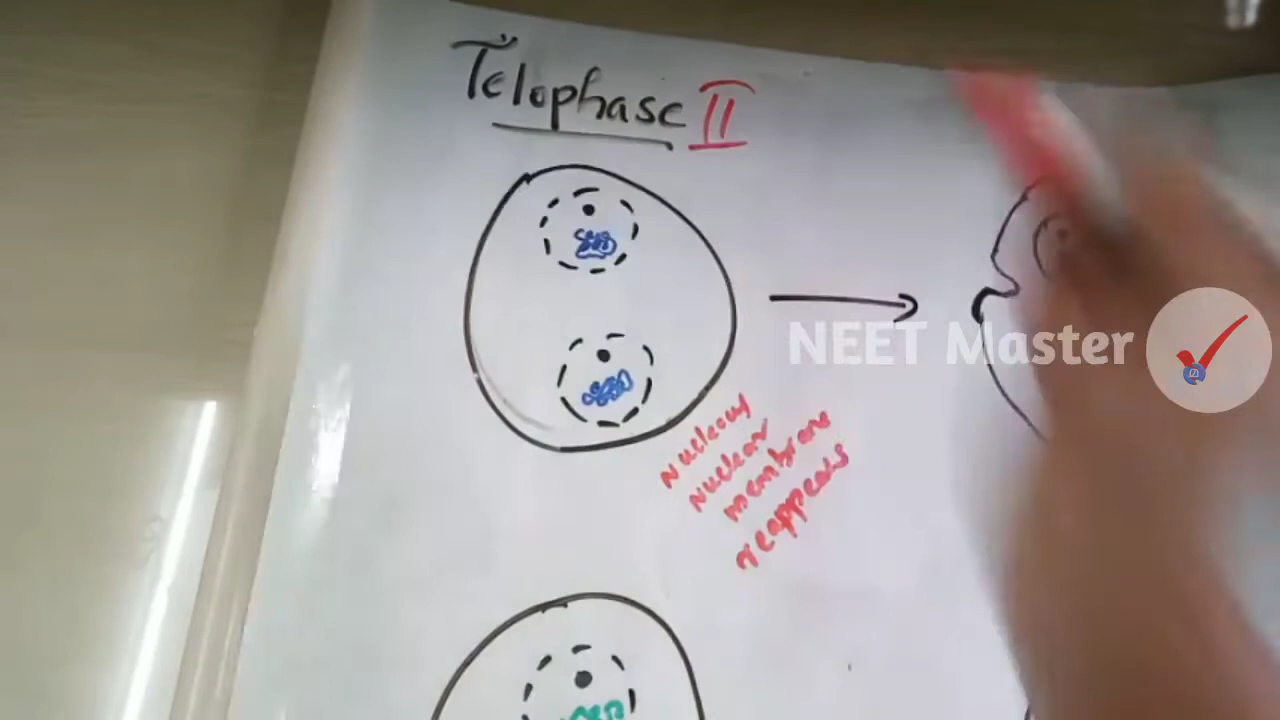 Telophase II
NEET Master
Nucleous
nuclear
membrane
reappears